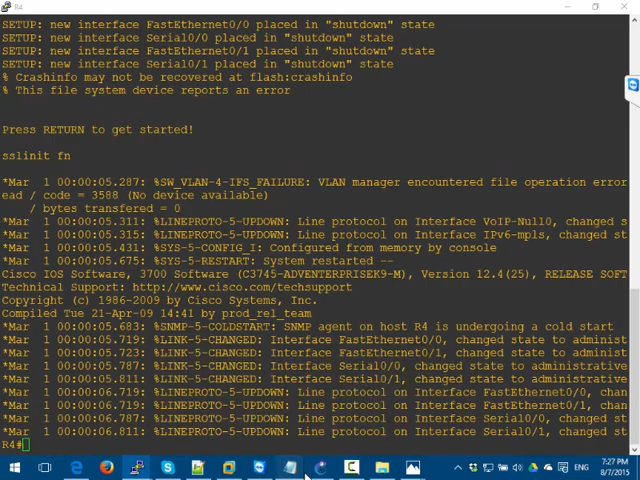 R4
SETUP: new interface FastEthernet0/0 placed in "shutdown" state
SETUP: new interface Serial0/0 placed in "shutdown" state
SETUP: new interface FastEthernet0/1 placed in "shutdown" state
SETUP: new interface Serial0/1 placed in "shutdown" state
% Crashinfo may not be recovered at flash:crashinfo
% This file system device reports an error
Press RETURN to get started!
sslinit fn
*Mar  1 00:00:05.287: %SW_VLAN-4-IFS_FAILURE: VLAN manager encountered file operation error
ead / code = 3588 (No device available)
/ bytes transfered = 0
*Mar  1 00:00:05.311: %LINEPROTO-5-UPDOWN: Line protocol on Interface VoIP-Null0, changed s
*Mar  1 00:00:05.315: %LINEPROTO-5-UPDOWN: Line protocol on Interface IPv6-mpls, changed st
*Mar  1 00:00:05.431: %SYS-5-CONFIG_I: Configured from memory by console
*Mar  1 00:00:05.675: %SYS-5-RESTART: System restarted --
Cisco IOS Software, 3700 Software (C3745-ADVENTERPRISEK9-M), Version 12.4(25), RELEASE SOFT
Technical Support: http://www.cisco.com/techsupport
Copyright (c) 1986-2009 by Cisco Systems, Inc.
Compiled Tue 21-Apr-09 14:41 by prod_rel_team
*Mar  1 00:00:05.683: %SNMP-5-COLDSTART: SNMP agent on host R4 is undergoing a cold start
*Mar  1 00:00:05.719: %LINK-5-CHANGED: Interface FastEthernet0/0, changed state to administ
*Mar  1 00:00:05.723: %LINK-5-CHANGED: Interface FastEthernet0/1, changed state to administ
*Mar  1 00:00:05.787: %LINK-5-CHANGED: Interface Serial0/0, changed state to administrative
*Mar  1 00:00:05.811: %LINK-5-CHANGED: Interface Serial0/1, changed state to administrative
*Mar  1 00:00:06.719: %LINEPROTO-5-UPDOWN: Line protocol on Interface FastEthernet0/0, chan
*Mar  1 00:00:06.719: %LINEPROTO-5-UPDOWN: Line protocol on Interface FastEthernet0/1, chan
*Mar  1 00:00:06.787: %LINEPROTO-5-UPDOWN: Line protocol on Interface Serial0/0, changed st
*Mar  1 00:00:06.811: %LINEPROTO-5-UPDOWN: Line protocol on Interface Serial0/1, changed st
R4#
ENG
7:27 PM
8/7/2015